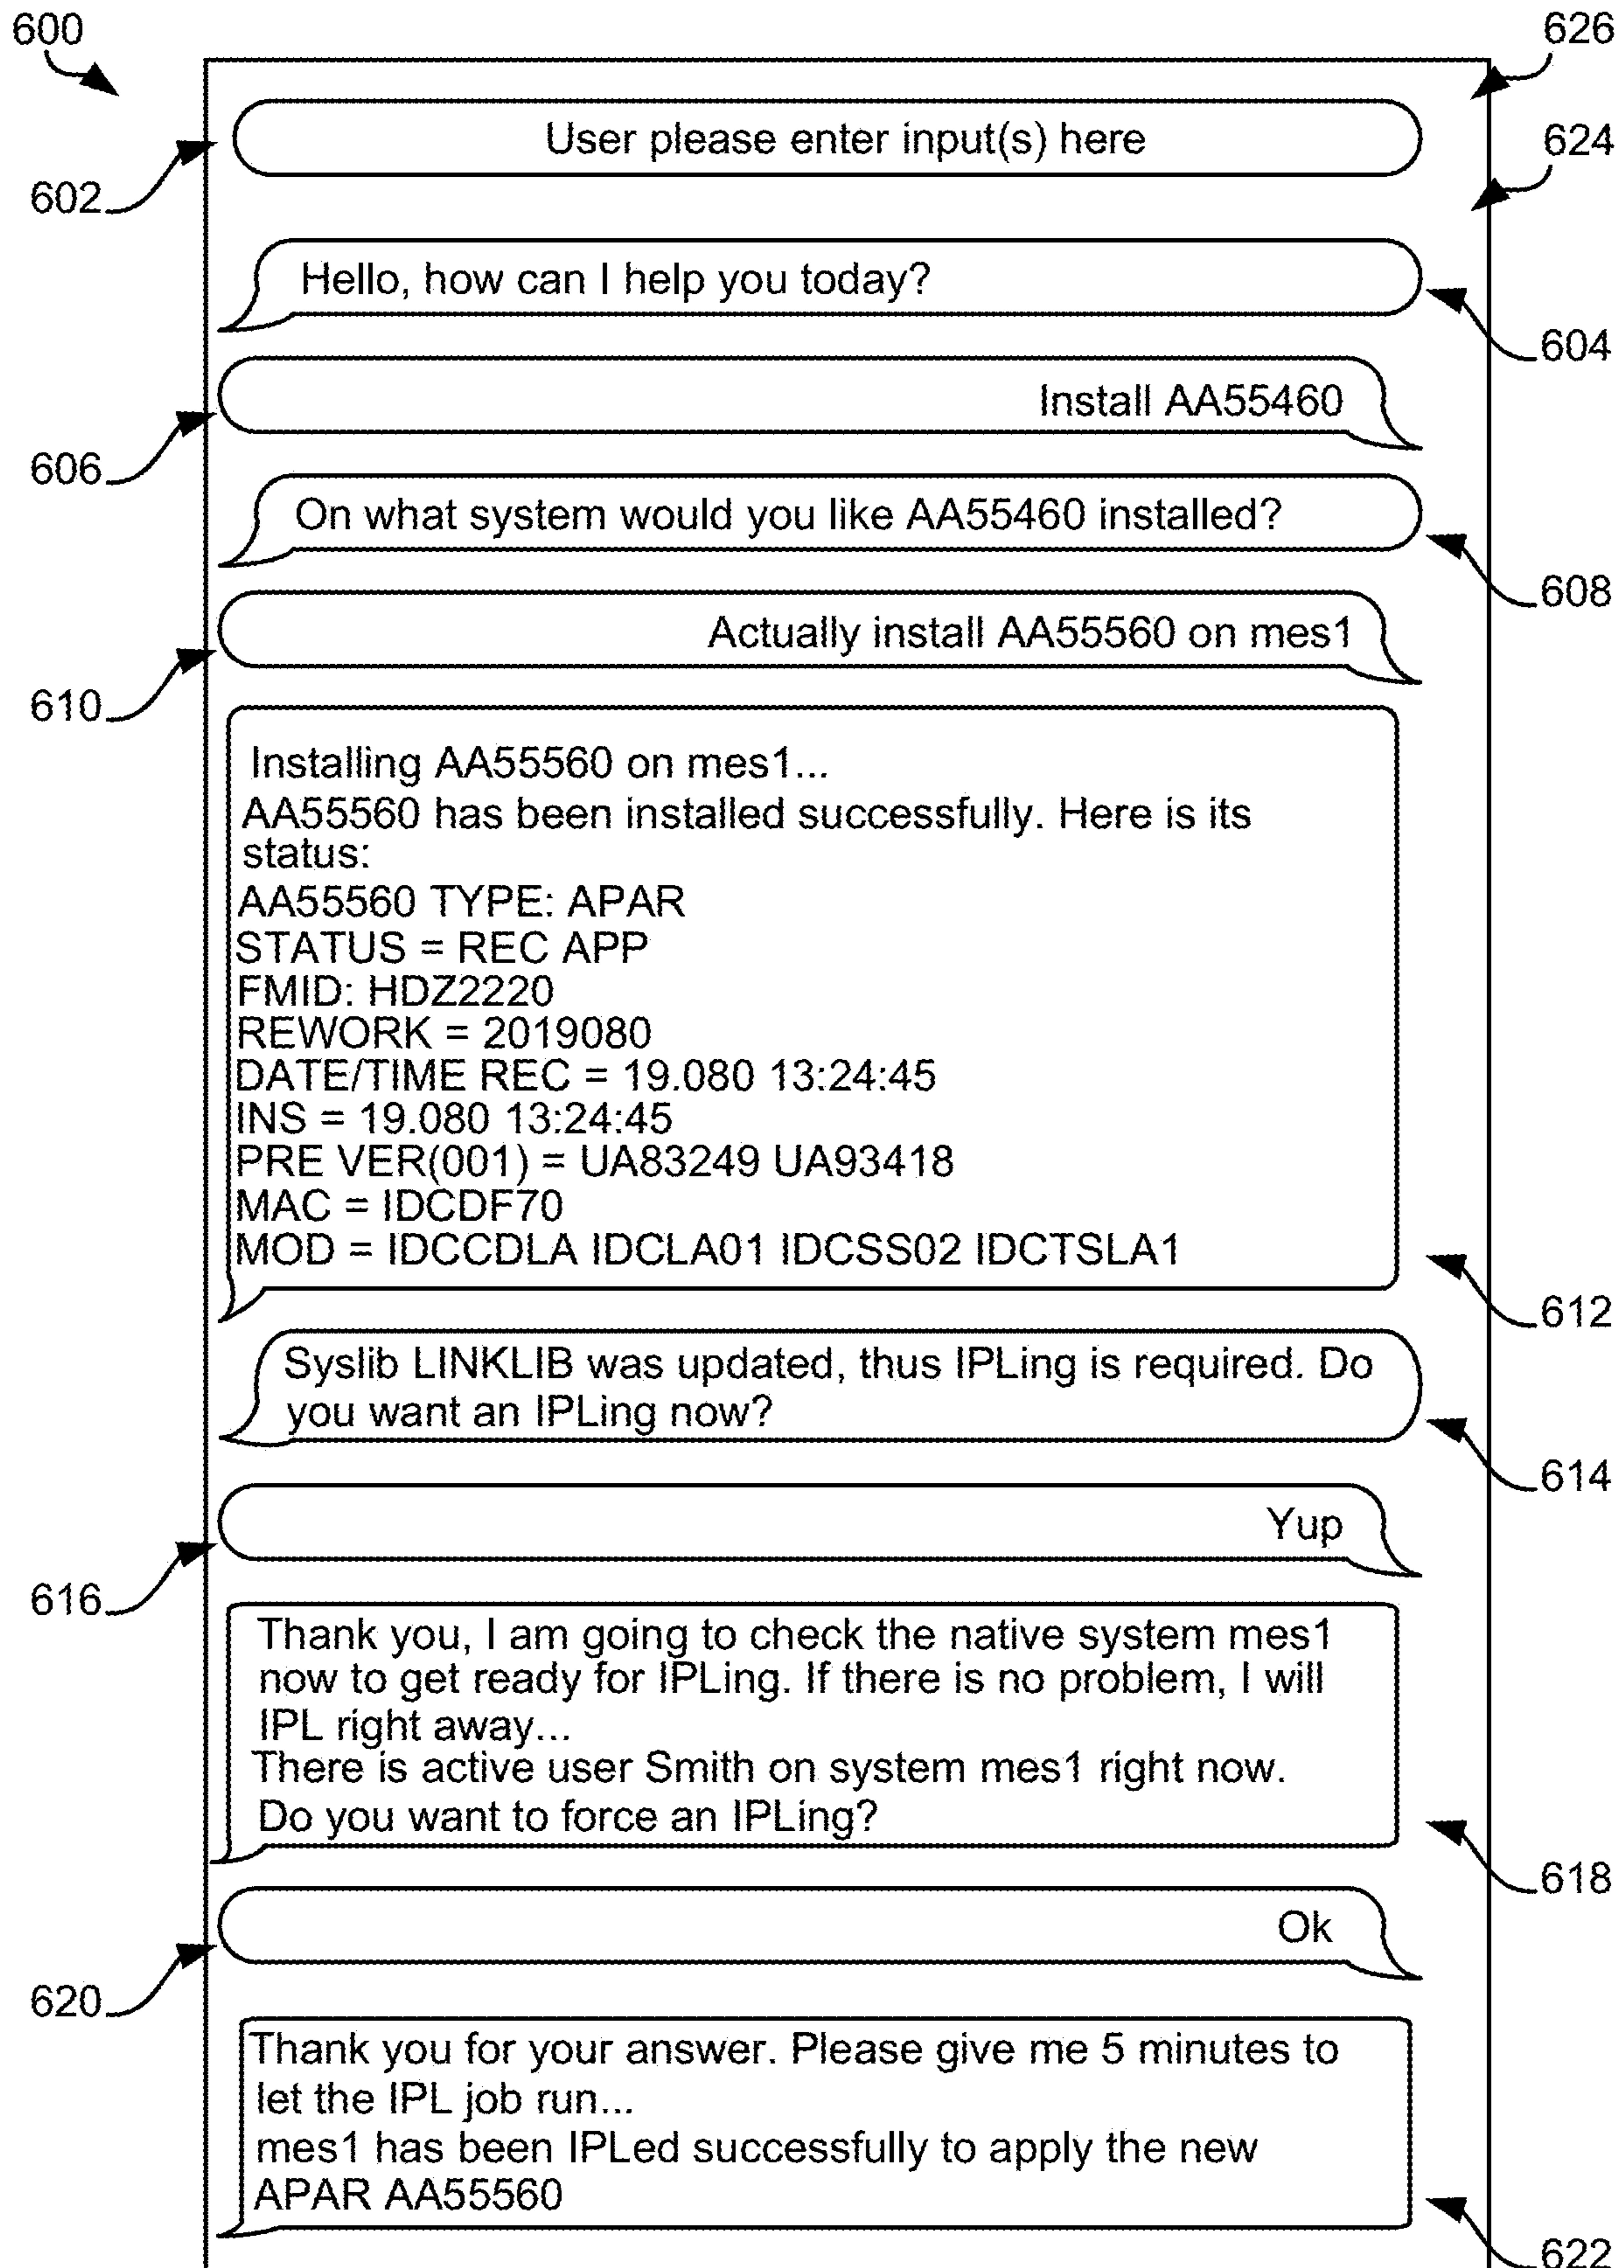 600
626
User please enter input(s) here
624
602
Hello, how can I help you today?
604
Install AA55460
606
On what system would you like AA55460 installed?
608
Actually install AA55560 on mes1
610
Installing AA55560 on mes1...
AA55560 has been installed successfully. Here is its
status:
AA55560 TYPE: APAR
STATUS = REC APP
FMID: HDZ2220
REWORK = 2019080
DATE/TIME REC = 19.080 13:24:45
INS = 19.080 13:24:45
PRE VER(001) = UA83249 UA93418
MAC = IDCDF70
MOD = IDCCDLA IDCLA01 IDCSS02 IDCTSLA1
612
Syslib LINKLIB was updated, thus IPLing is required. Do
you want an IPLing now?
614
Yup
616
Thank you, I am going to check the native system mes1
now to get ready for IPLing. If there is no problem, I will
IPL right away...
There is active user Smith on system mes1 right now.
Do you want to force an IPLing?
618
Ok
620
Thank you for your answer. Please give me 5 minutes to
let the IPL job run...
mes1 has been IPLed successfully to apply the new
APAR AA55560
622